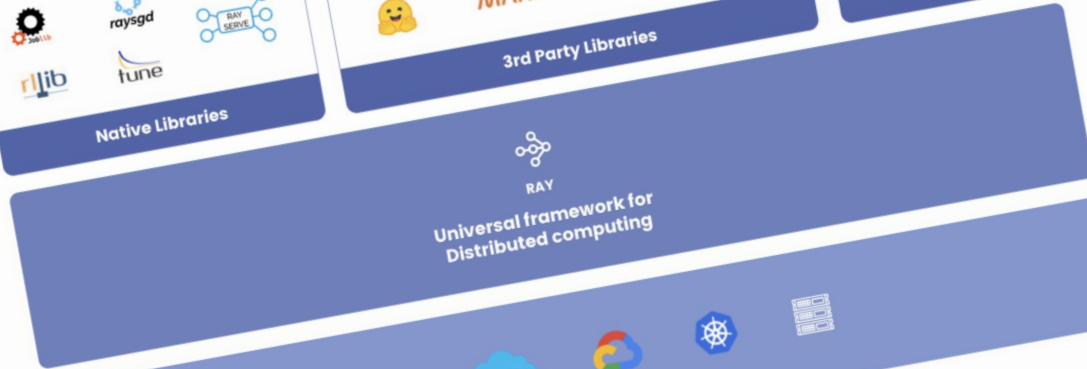 raysgd
RAY
SERVE
Joblib
rllib
tune
Native Libraries
3rd Party Libraries
RAY
Universal framework for
Distributed computing